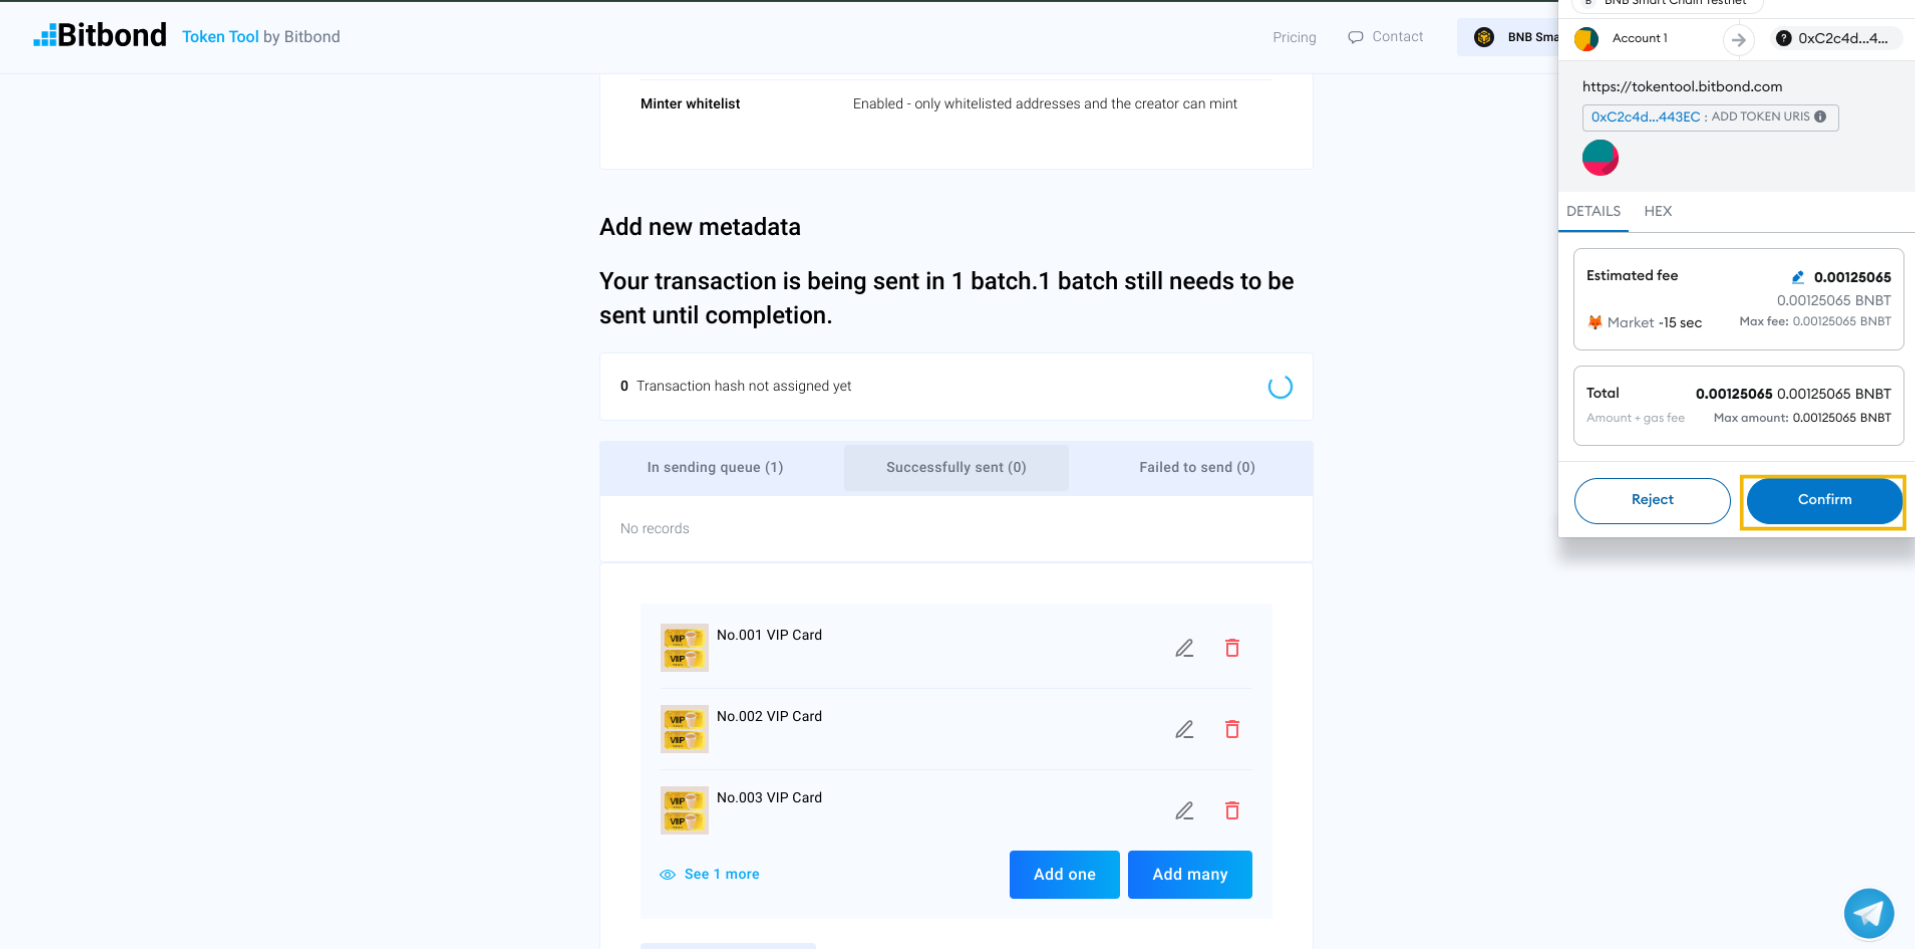 Bitbond Token Tool by Bitbond
Pricing
Contact
BNB Sma
BNB Smart Chain Testnet
Account 1
0xC2c4d...4...
https://tokentool.bitbond.com
0xC2c4d...443EC : ADD TOKEN URIS
DETAILS HEX
Estimated fee 0.00125065
0.00125065 BNBT
Market ~15 sec Max fee: 0.00125065 BNBT
Total 0.00125065 0.00125065 BNBT
Amount + gas fee Max amount: 0.00125065 BNBT
Reject Confirm
Minter whitelist Enabled - only whitelisted addresses and the creator can mint
Add new metadata
Your transaction is being sent in 1 batch.1 batch still needs to be
sent until completion.
0 Transaction hash not assigned yet
In sending queue (1) Successfully sent (0) Failed to send (0)
No records
VIP
VIP
No.001 VIP Card
VIP
VIP
No.002 VIP Card
VIP
VIP
No.003 VIP Card
See 1 more Add one Add many